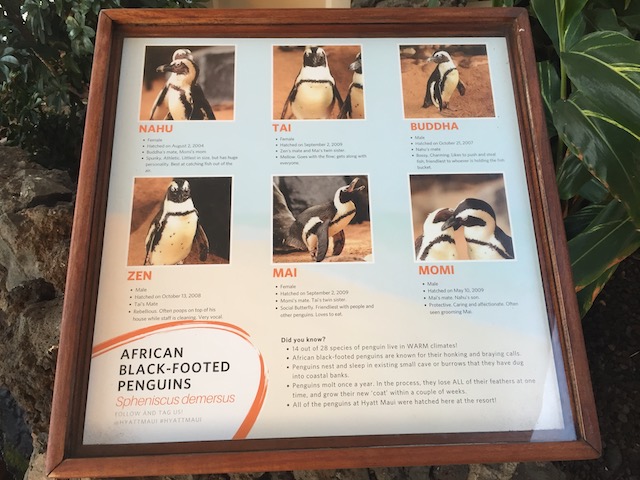 NAHU
Female
Hatched on August 2, 2004
Buddha's mate, Momi's mom
Spunky, Athletic. Littlest in size, but has huge
personality. Best at catching fish out of the
air.
TAI
Female
Hatched on September 2, 2009
Zen's mate and Mai's twin sister.
Mellow. Goes with the flow, gets along with
everyone.
BUDDHA
Male
Hatched on October 21, 2007
Nahu's mate
Bossy, Charming. Likes to push and steal
fish. Friendliest to whoever is holding the fish
bucket.
ZEN
Male
Hatched on October 13, 2008
Tai's Mate
Rebellious. Often poops on top of his
house while staff is cleaning. Very vocal.
MAI
Female
Hatched on September 2, 2009
Momi's mate. Tai's twin sister.
Social Butterfly. Friendliest with people and
other penguins. Loves to eat.
MOMI
Male
Hatched on May 10, 2009
Mai's mate. Nahu's son.
Protective, Caring and affectionate. Often
seen grooming Mai.
AFRICAN
BLACK-FOOTED
PENGUINS
Spheniscus demersus
FOLLOW AND TAG US!
@HYATTMAUI #HYATTMAUI
Did you know?
14 out of 28 species of penguin live in WARM climates!
African black-footed penguins are known for their honking and braying calls.
Penguins nest and sleep in existing small cave or burrows that they have dug
into coastal banks.
Penguins molt once a year. In the process, they lose ALL of their feathers at one
time, and grow their new 'coat' within a couple of weeks.
All of the penguins at Hyatt Maui were hatched here at the resort!